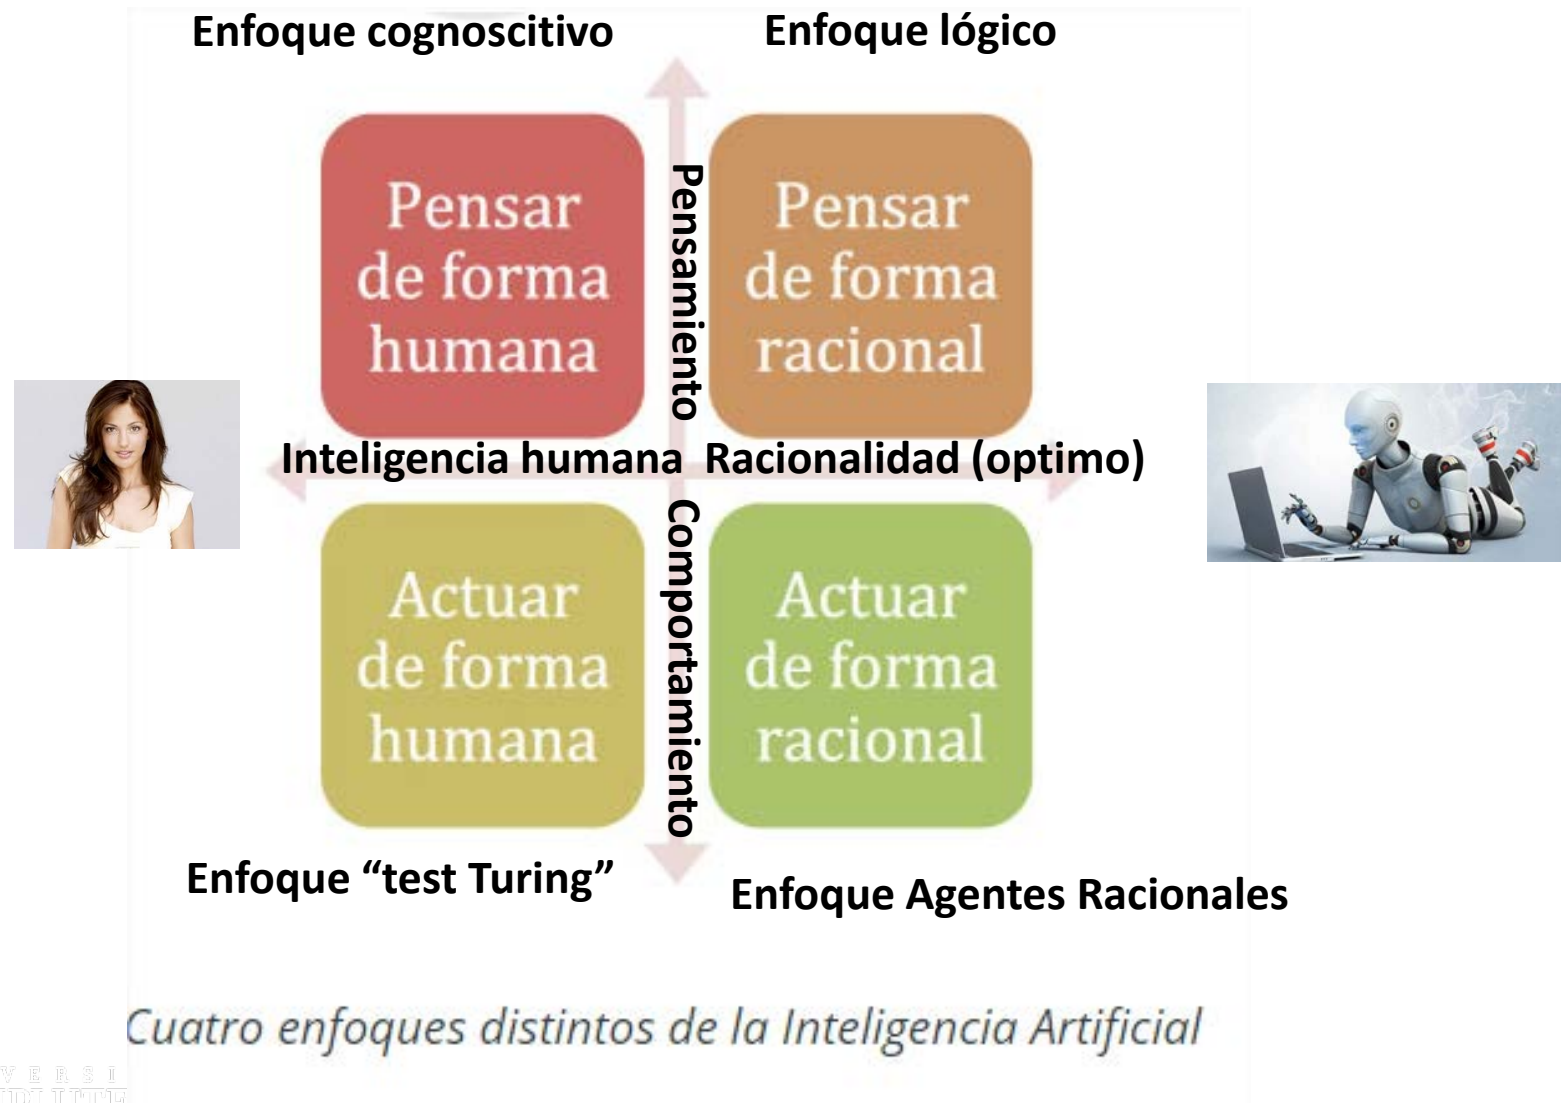 Enfoque cognoscitivo
Enfoque lógico
Pensar
de forma
humana
Pensamiento
Pensar
de forma
racional
Inteligencia humana
Racionalidad (optimo)
Actuar
de forma
humana
Comportamiento
Actuar
de forma
racional
Enfoque “test Turing”
Enfoque Agentes Racionales
Cuatro enfoques distintos de la Inteligencia Artificial